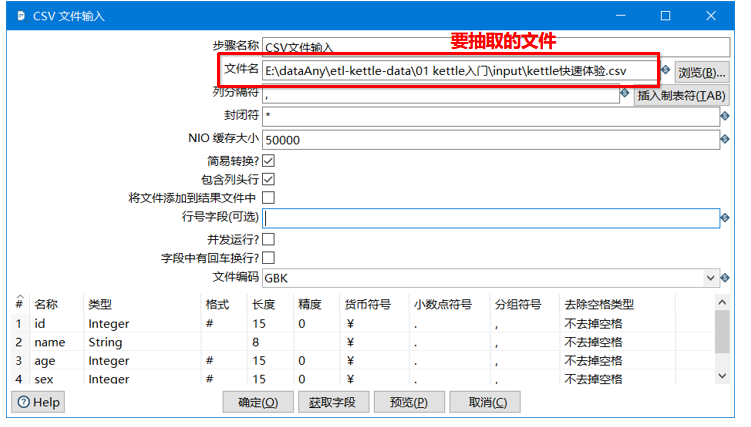 CSV 文件输入
要抽取的文件
步骤名称 CSV文件输入
文件名 E:\dataAny\etl-kettle-data\01 kettle入门\input\kettle快速体验.csv 浏览(B)...
列分隔符 , 插入制表符(TAB)
封闭符 "
NIO 缓存大小 50000
简易转换?
包含列头行
将文件添加到结果文件中
行号字段(可选)
并发运行?
字段中有回车换行?
文件编码 GBK
# 名称 类型 格式 长度 精度 货币符号 小数点符号 分组符号 去除空格类型
1 id Integer # 15 0 ¥ . , 不去掉空格
2 name String 8 ¥ . , 不去掉空格
3 age Integer # 15 0 ¥ . , 不去掉空格
4 sex Integer # 15 0 ¥ . , 不去掉空格
Help 确定(O) 获取字段 预览(P) 取消(C)